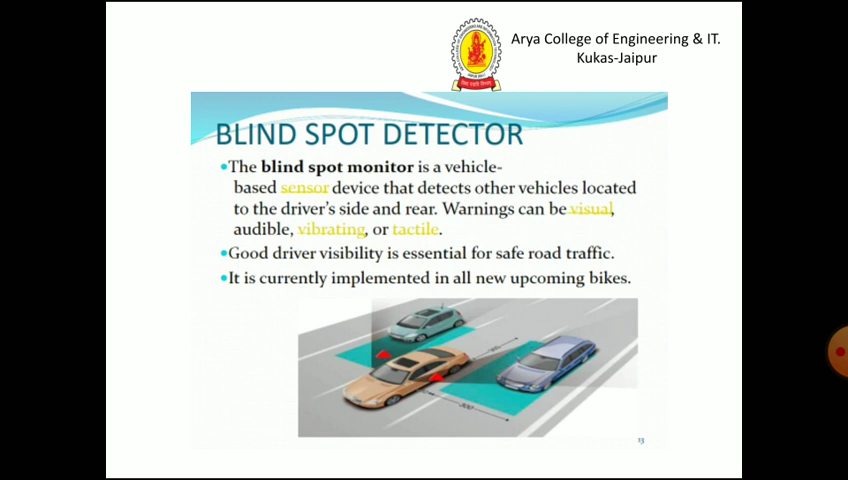 Arya College of Engineering & IT.
Kukas-Jaipur
BLIND SPOT DETECTOR
•The blind spot monitor is a vehicle-
based sensor device that detects other vehicles located
to the driver's side and rear. Warnings can be visual,
audible, vibrating, or tactile.
•Good driver visibility is essential for safe road traffic.
•It is currently implemented in all new upcoming bikes.
13